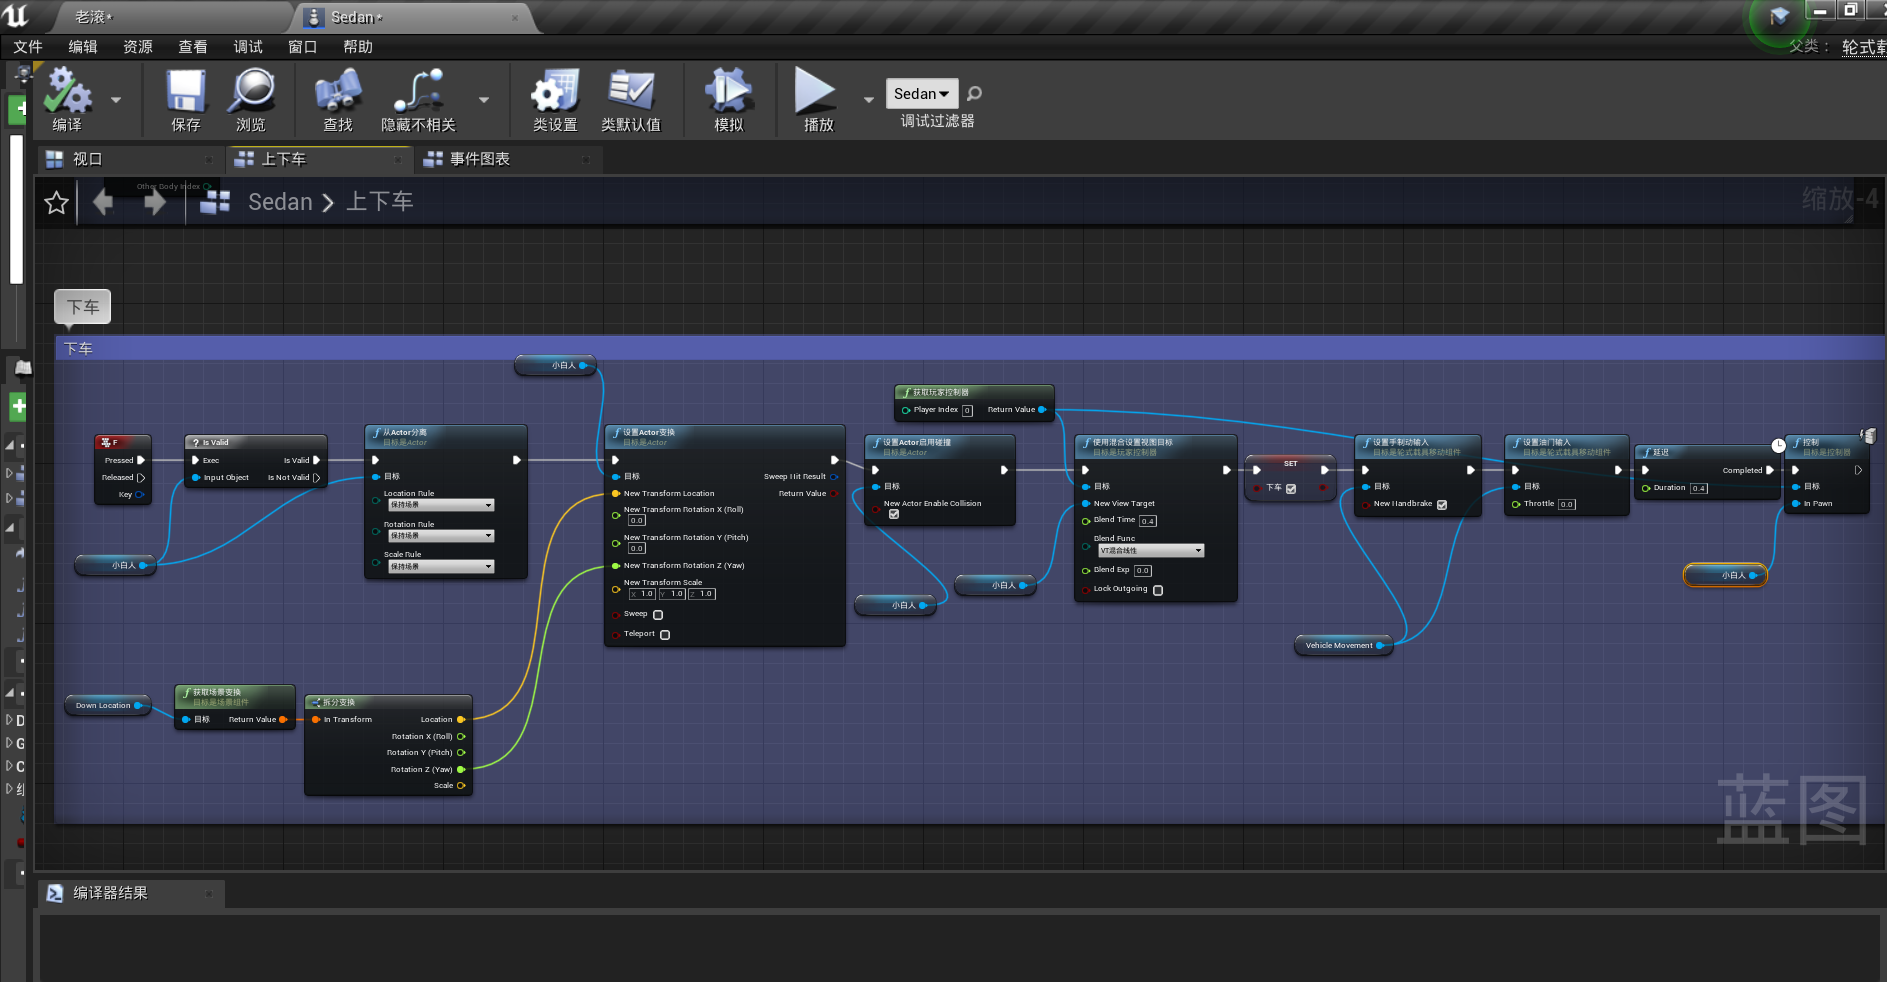 老滚*
Sedan*
文件 编辑 资源 查看 调试 窗口 帮助
父类： 轮式载
编译
保存
浏览
查找
隐藏不相关
类设置
类默认值
模拟
播放
Sedan
调试过滤器
视口
上下车
事件图表
Other Body Index
Sedan > 上下车
缩放-4
下车
下车
小白人
F
Pressed
Released
Key
Is Valid
Exec
Is Valid
Input Object
Is Not Valid
小白人
从Actor分离
目标是Actor
目标
Location Rule
保持场景
Rotation Rule
保持场景
Scale Rule
保持场景
设置Actor变换
目标是Actor
目标
Sweep Hit Result
New Transform Location
Return Value
New Transform Rotation X (Roll)
0.0
New Transform Rotation Y (Pitch)
0.0
New Transform Rotation Z (Yaw)
New Transform Scale
X 1.0 Y 1.0 Z 1.0
Sweep
Teleport
Down Location
获取场景变换
目标是场景组件
目标
Return Value
拆分变换
In Transform
Location
Rotation X (Roll)
Rotation Y (Pitch)
Rotation Z (Yaw)
Scale
获取玩家控制器
Player Index 0
Return Value
设置Actor启用碰撞
目标是Actor
目标
New Actor Enable Collision
小白人
小白人
使用混合设置视图目标
目标是玩家控制器
目标
New View Target
Blend Time 0.4
Blend Func
VT混合线性
Blend Exp 0.0
Lock Outgoing
SET
下车
设置手制动输入
目标是轮式载具移动组件
目标
New Handbrake
Vehicle Movement
设置油门输入
目标是轮式载具移动组件
目标
Throttle 0.0
延迟
Completed
Duration 0.4
控制
目标是控制器
目标
In Pawn
小白人
蓝图
D
G
C
编译器结果